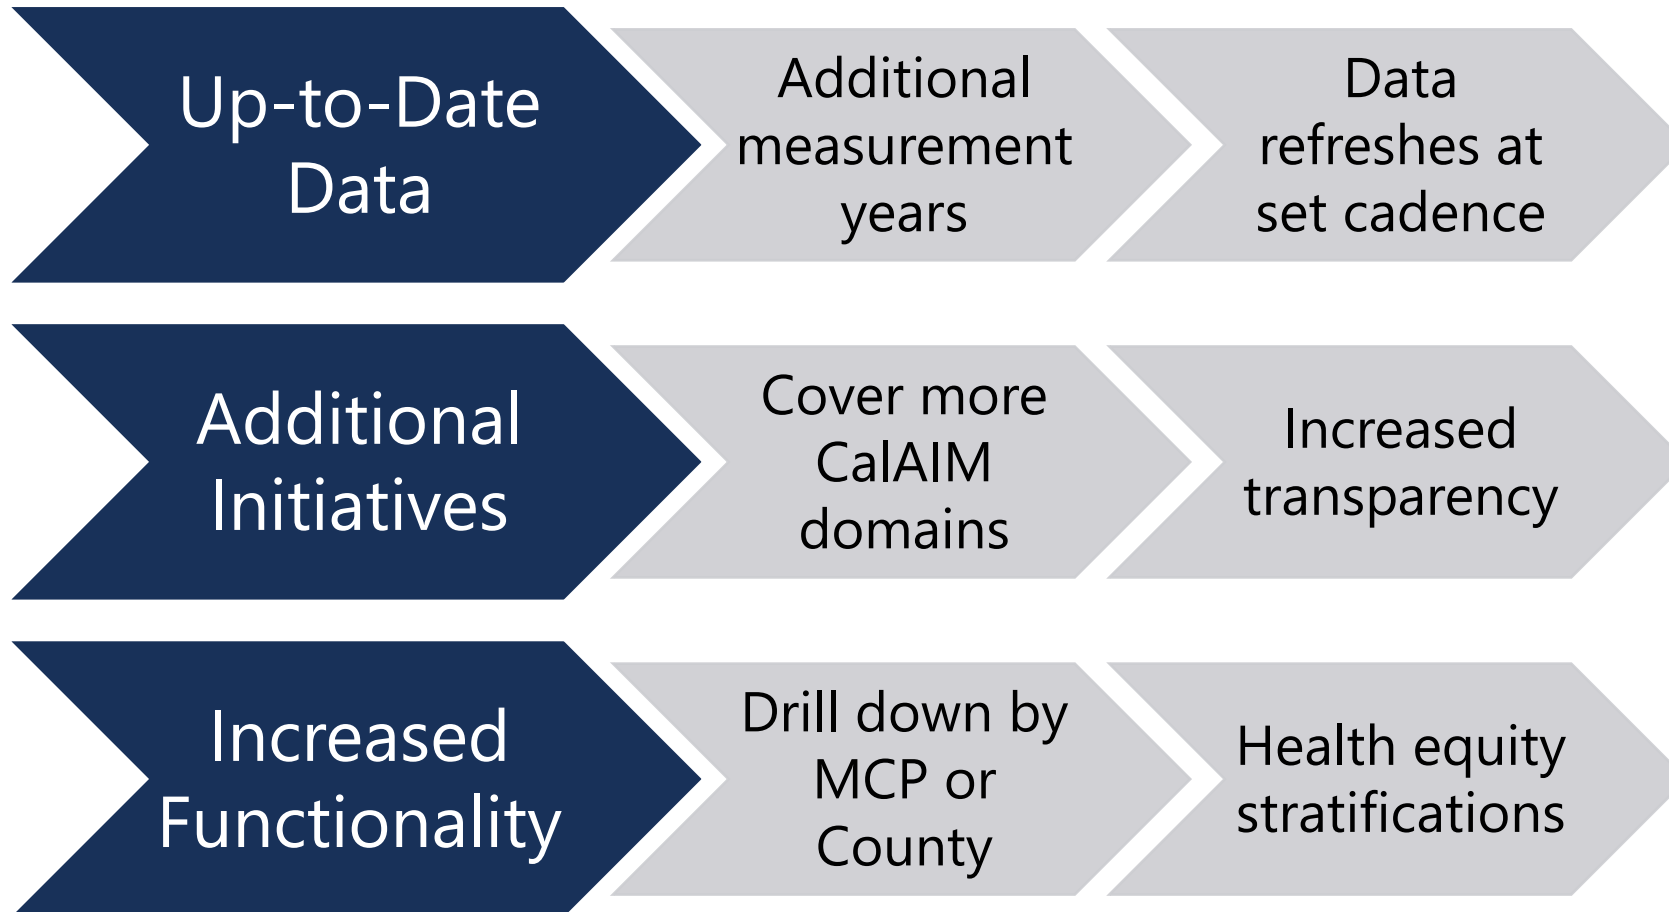 Up-to-Date
Data
Additional
measurement
years
Data
refreshes at
set cadence
Additional
Initiatives
Cover more
CalAIM
domains
Increased
transparency
Increased
Functionality
Drill down by
MCP or
County
Health equity
stratifications